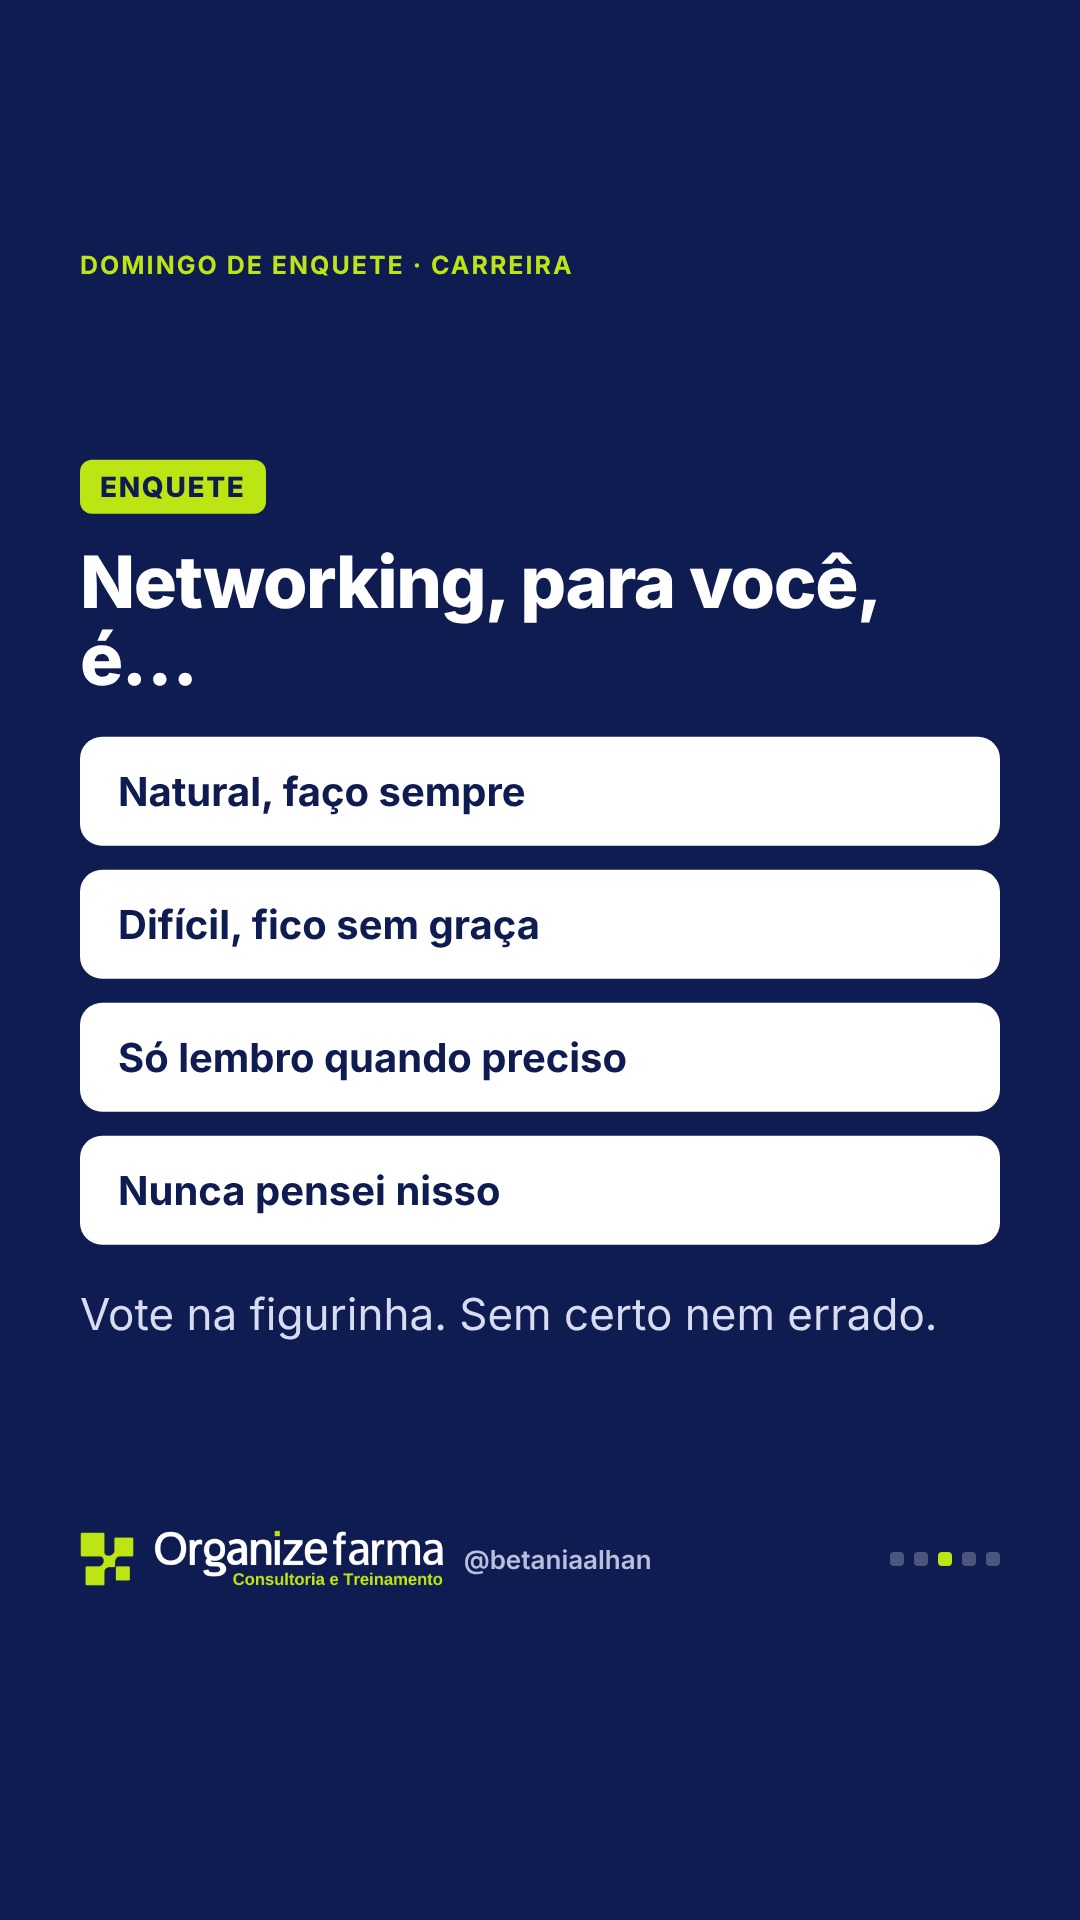 DOMINGO DE ENQUETE · CARREIRA
ENQUETE
Networking, para você,
é...
Natural, faço sempre
Difícil, fico sem graça
Só lembro quando preciso
Nunca pensei nisso
Vote na figurinha. Sem certo nem errado.
Organizefarma
Consultoria e Treinamento
@betaniaalhan